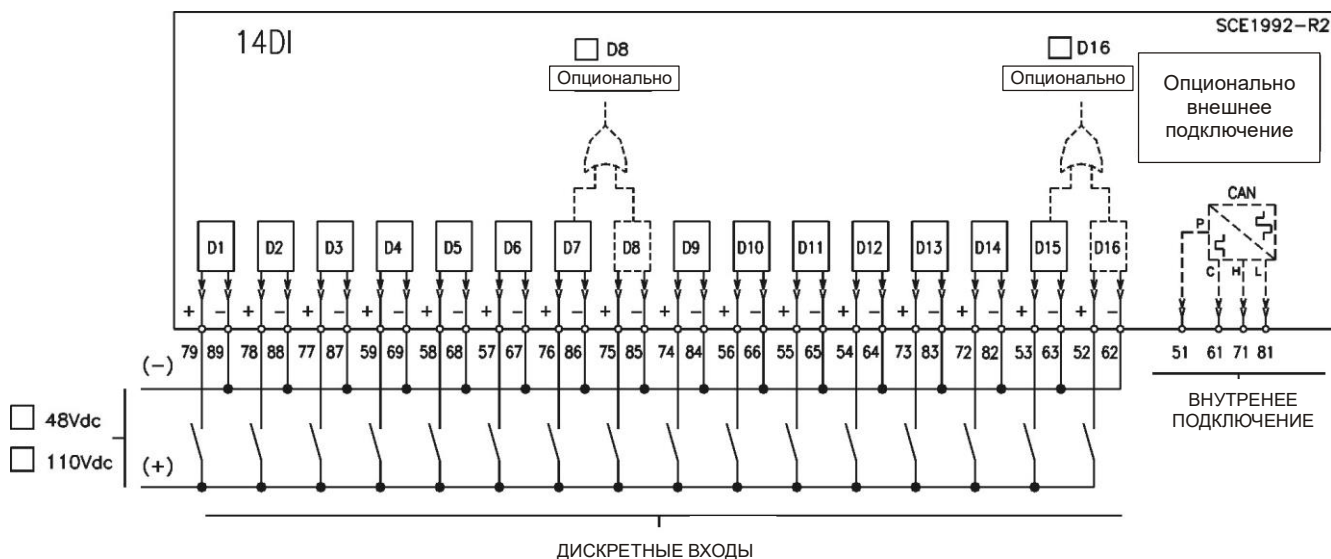 SCE1992-R2
14DI
D8
D16
Опционально
Опционально
Опционально
внешнее
подключение
CAN
P
C H L
D1 D2 D3 D4 D5 D6 D7 D8 D9 D10 D11 D12 D13 D14 D15 D16
+ − + − + − + − + − + − + − + − + − + − + − + − + − + − + − + −
79 89 78 88 77 87 59 69 58 68 57 67 76 86 75 85 74 84 56 66 55 65 54 64 73 83 72 82 53 63 52 62 51 61 71 81
(−)
48Vdc
110Vdc
(+)
ВНУТРЕНЕЕ
ПОДКЛЮЧЕНИЕ
ДИСКРЕТНЫЕ ВХОДЫ